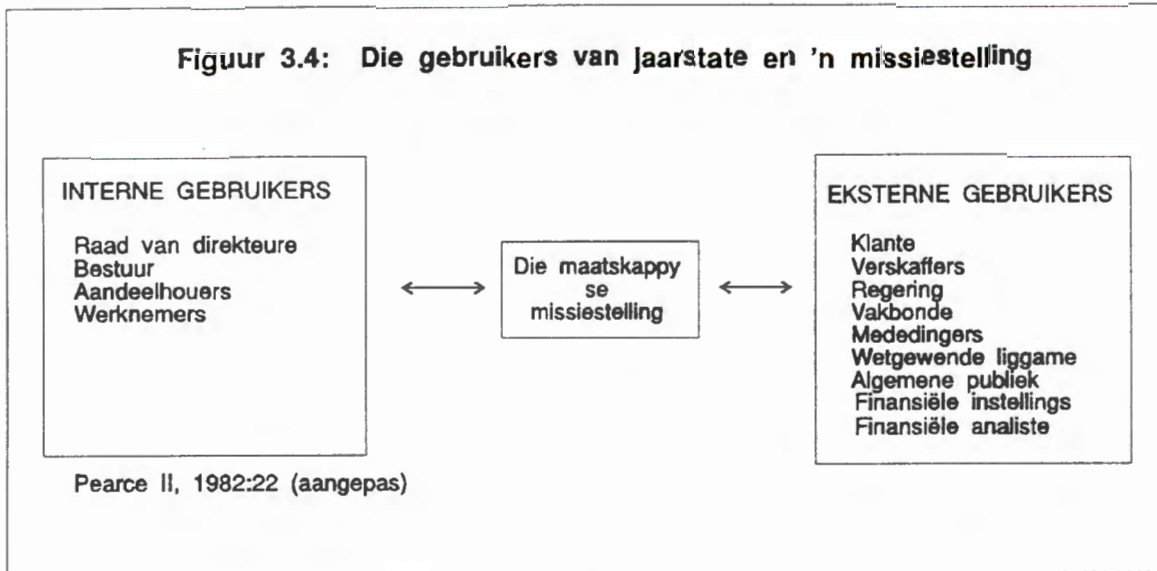 Figuur 3.4: Die gebruikers van jaarstate en 'n missiestelling
INTERNE GEBRUIKERS
Raad van direkteure
Bestuur
Aandeelhouers
Werknemers
Die maatskappy
se
missiestelling
EKSTERNE GEBRUIKERS
Klante
Verskaffers
Regering
Vakbonde
Mededingers
Wetgewende liggame
Algemene publiek
Finansiële instellings
Finansiële analiste
Pearce II, 1982:22 (aangepas)